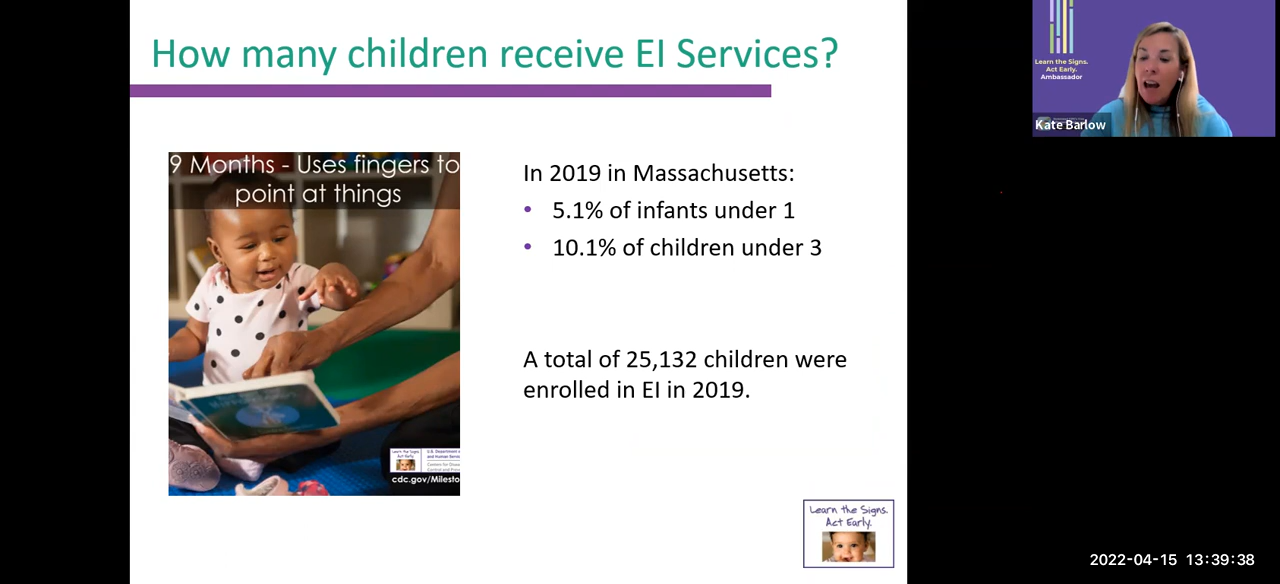 How many children receive EI Services?
9 Months - Uses fingers to
point at things
cdc.gov/Milesto
In 2019 in Massachusetts:
• 5.1% of infants under 1
• 10.1% of children under 3
A total of 25,132 children were
enrolled in EI in 2019.
Learn the Signs.
Act Early.
Learn the Signs.
Act Early.
Ambassador
Kate Barlow
2022-04-15 13:39:38